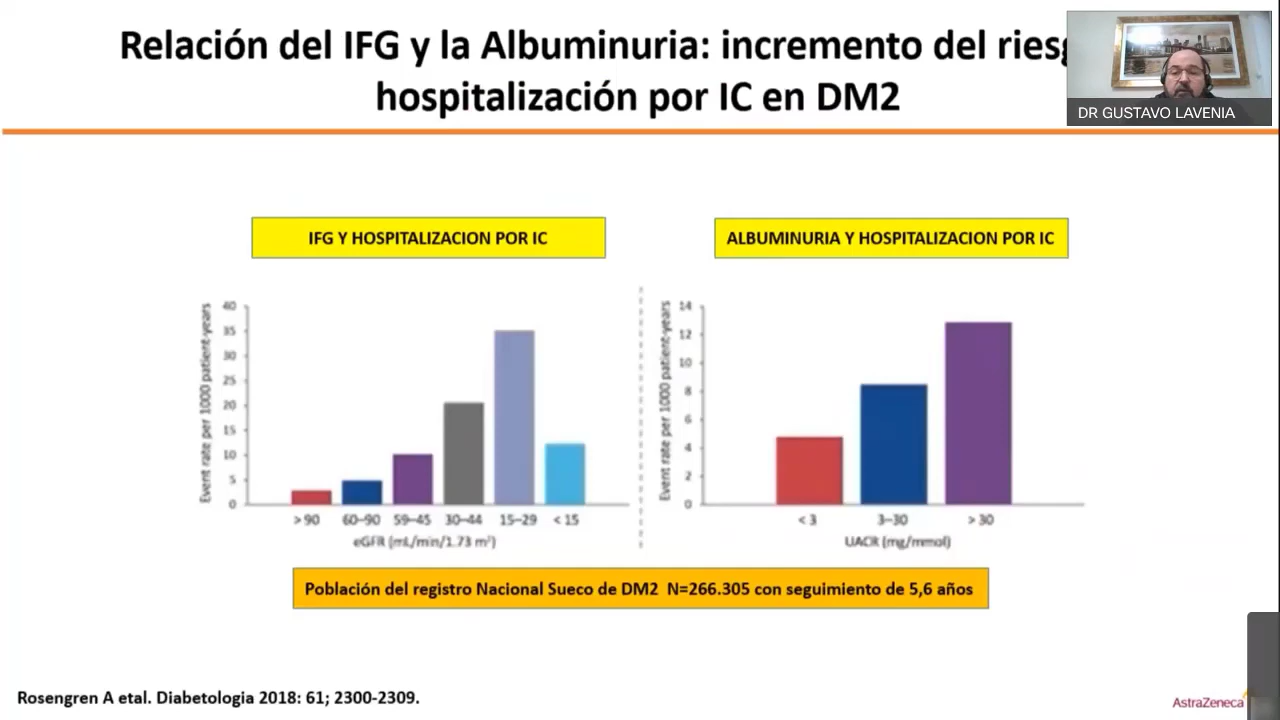 Relación del IFG y la Albuminuria: incremento del riesg
hospitalización por IC en DM2
DR GUSTAVO LAVENIA
IFG Y HOSPITALIZACION POR IC
Event rate per 1000 patient-years
40
35
30
25
20
15
10
5
0
> 90 60–90 59–45 30–44 15–29 < 15
eGFR (mL/min/1.73 m²)
ALBUMINURIA Y HOSPITALIZACION POR IC
Event rate per 1000 patient-years
14
12
10
8
6
4
2
0
< 3 3–30 > 30
UACR (mg/mmol)
Población del registro Nacional Sueco de DM2 N=266.305 con seguimiento de 5,6 años
Rosengren A etal. Diabetologia 2018: 61; 2300-2309.
AstraZeneca